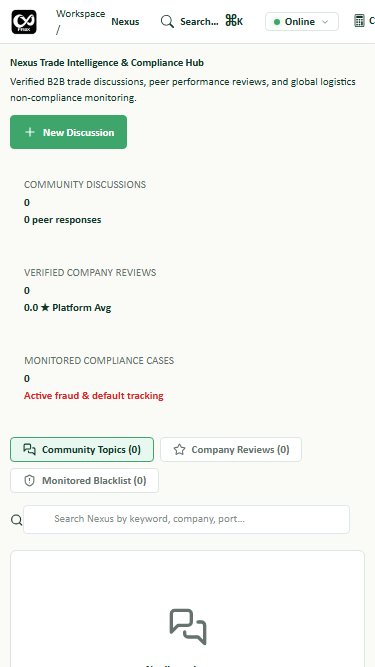 Workspace
/
Nexus
Search... ⌘K
Online
C
Nexus Trade Intelligence & Compliance Hub
Verified B2B trade discussions, peer performance reviews, and global logistics
non-compliance monitoring.
+ New Discussion
COMMUNITY DISCUSSIONS
0
0 peer responses
VERIFIED COMPANY REVIEWS
0
0.0 ★ Platform Avg
MONITORED COMPLIANCE CASES
0
Active fraud & default tracking
Community Topics (0)
Company Reviews (0)
Monitored Blacklist (0)
Search Nexus by keyword, company, port...